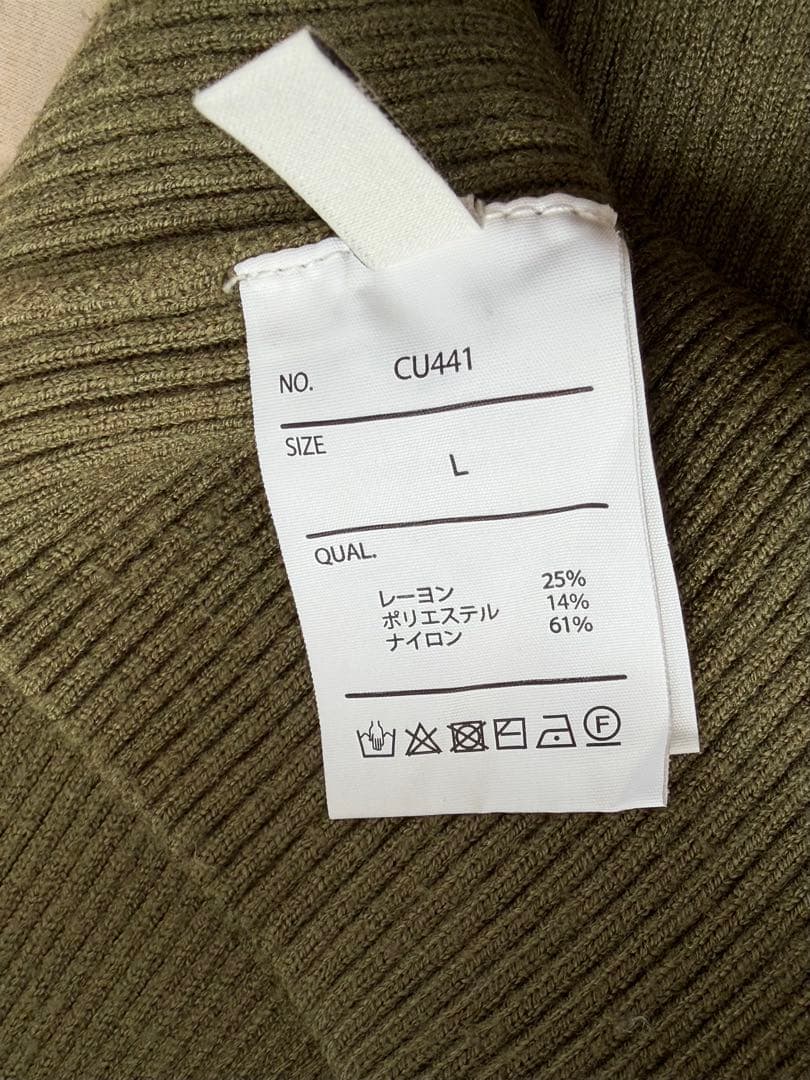 NO. CU441
SIZE
L
QUAL.
レーヨン 25%
ポリエステル 14%
ナイロン 61%
F